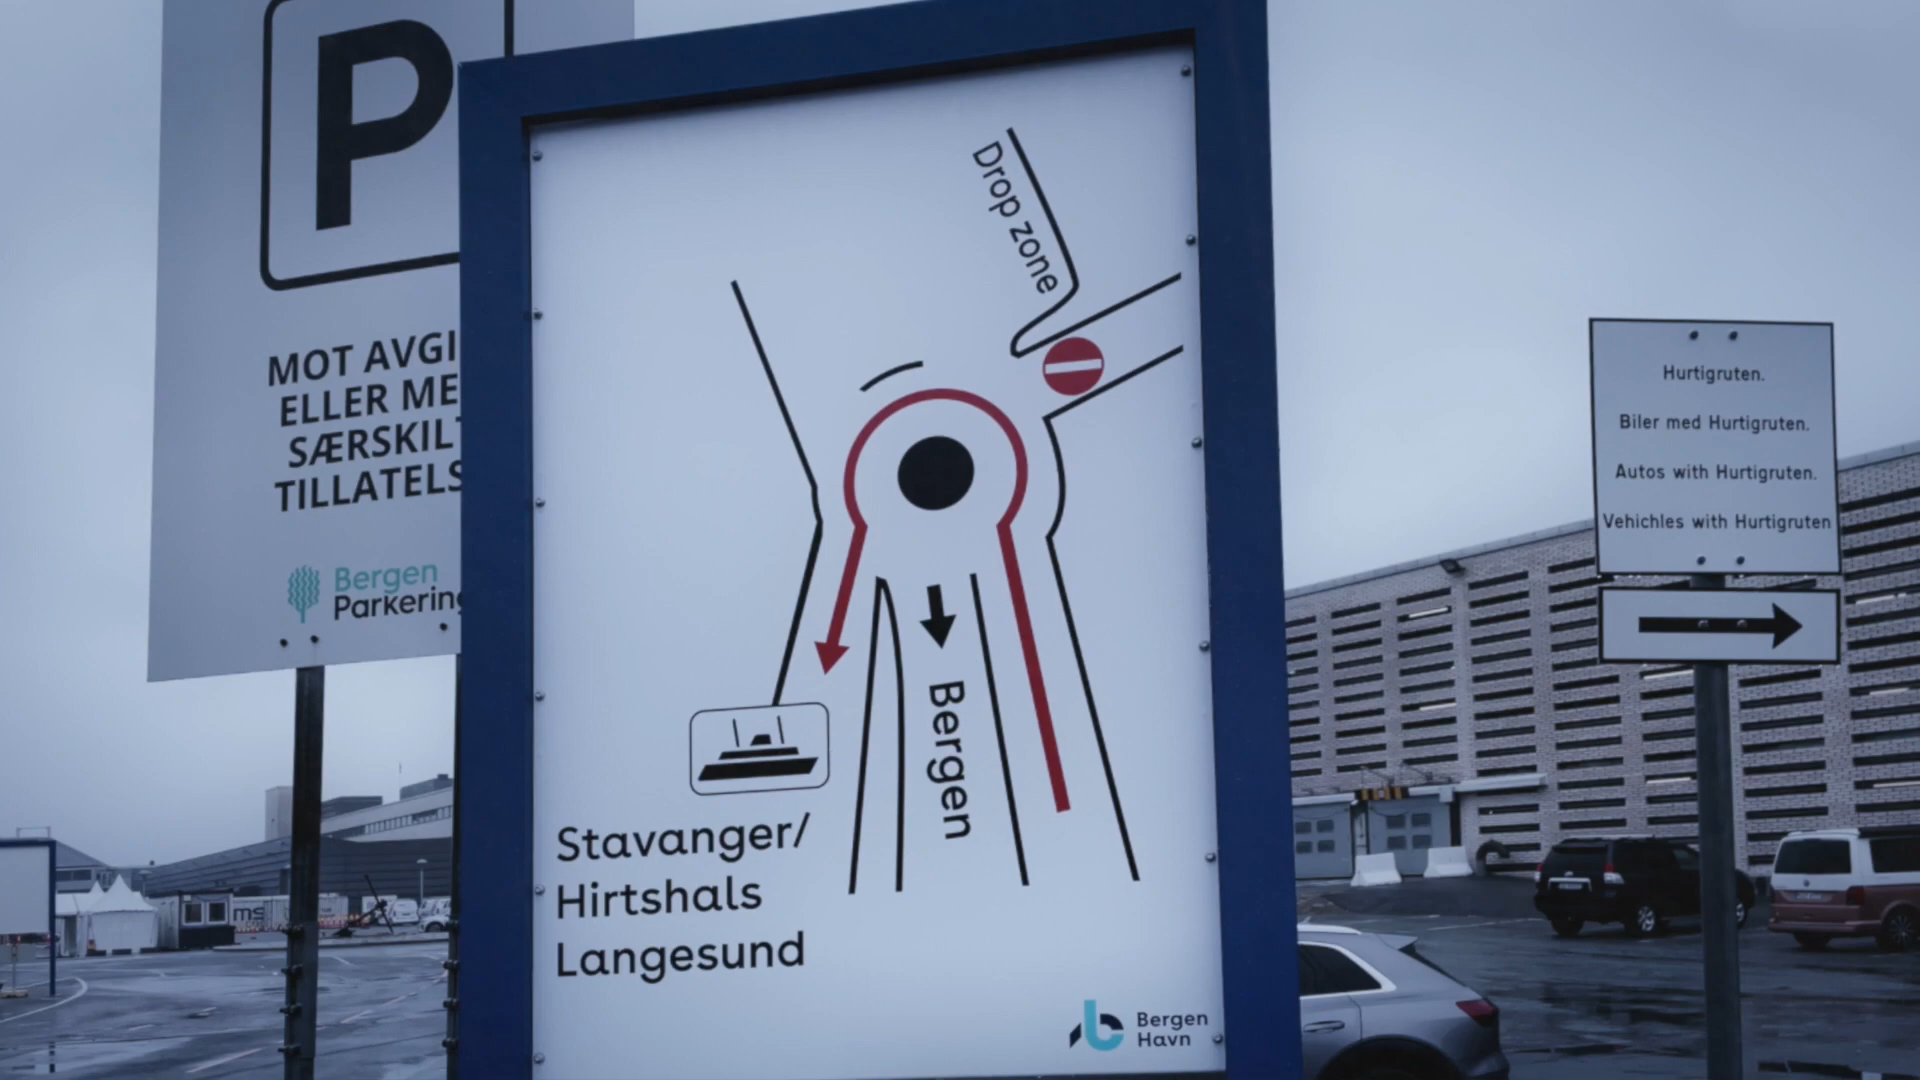 P
MOT AVGI
ELLER ME
SÆRSKIL
TILLATELS
Bergen
Parkering
Drop zone
Bergen
Stavanger/
Hirtshals
Langesund
Bergen
Havn
Hurtigruten.
Biler med Hurtigruten.
Autos with Hurtigruten.
Vehichles with Hurtigruten